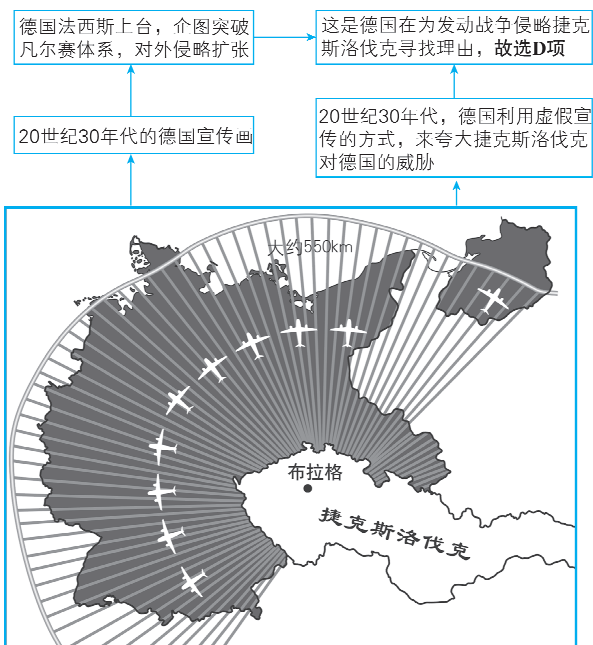 德国法西斯上台，企图突破
凡尔赛体系，对外侵略扩张
这是德国在为发动战争侵略捷克
斯洛伐克寻找理由，故选D项
20世纪30年代的德国宣传画
20世纪30年代，德国利用虚假宣
传的方式，来夸大捷克斯洛伐克
对德国的威胁
大约550km
布拉格
捷克斯洛伐克